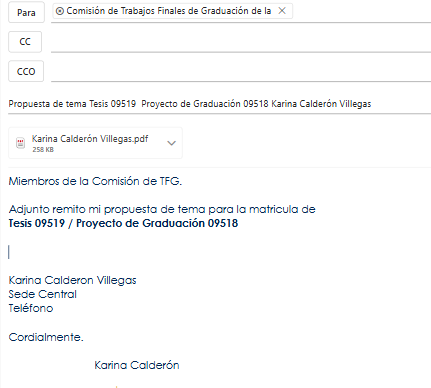 Para Comisión de Trabajos Finales de Graduación de la
CC
CCO
Propuesta de tema Tesis 09519 Proyecto de Graduación 09518 Karina Calderón Villegas
Karina Calderón Villegas.pdf
258 KB
Miembros de la Comisión de TFG.
Adjunto remito mi propuesta de tema para la matricula de
Tesis 09519 / Proyecto de Graduación 09518
Karina Calderon Villegas
Sede Central
Teléfono
Cordialmente.
Karina Calderón